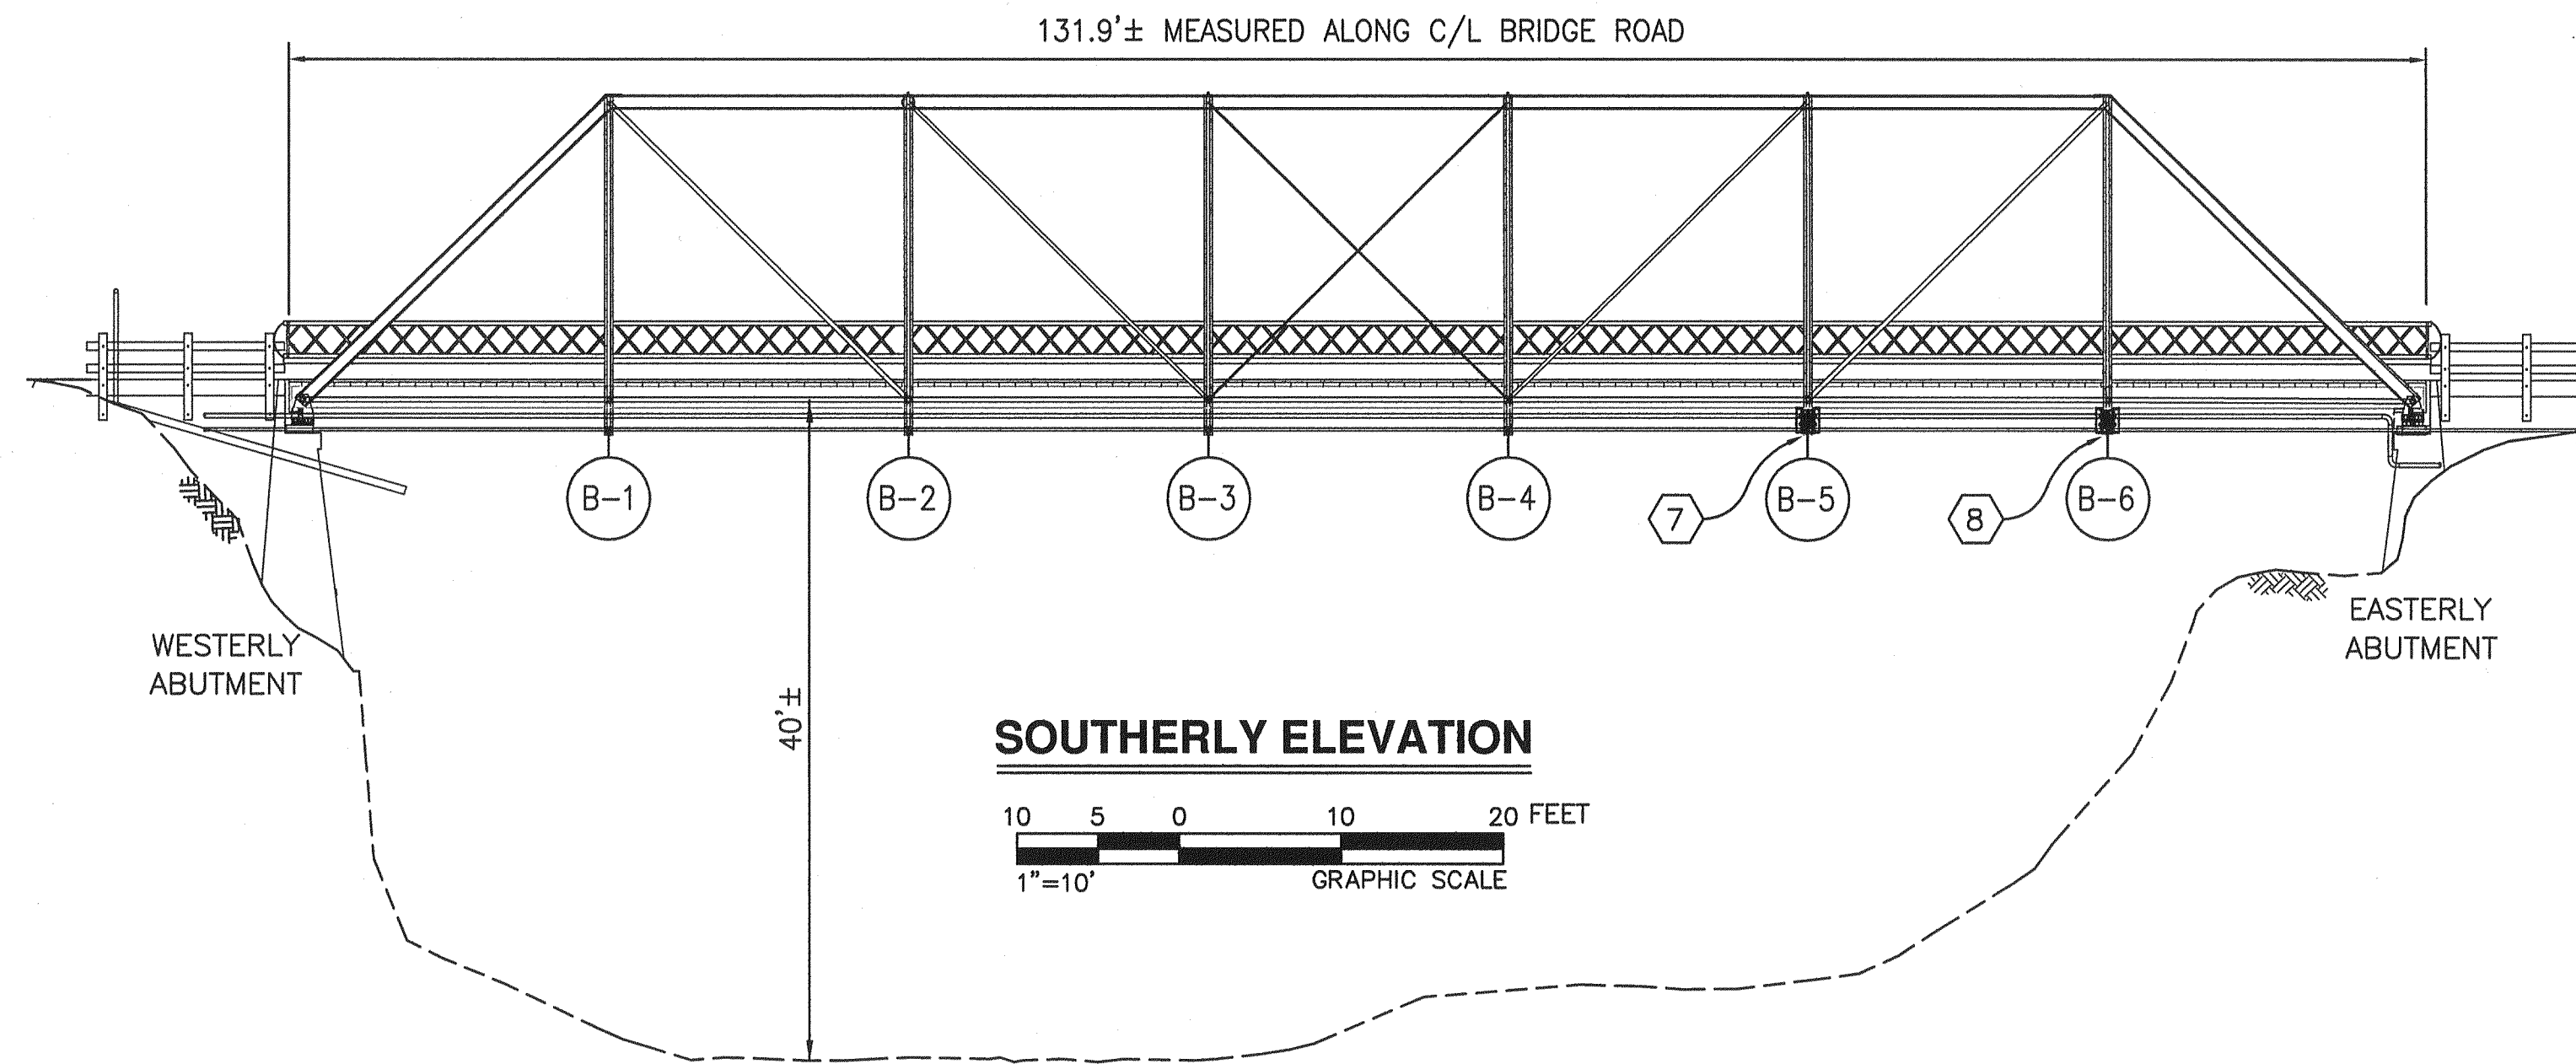 131.9'± MEASURED ALONG C/L BRIDGE ROAD
B-1
B-2
B-3
B-4
7
B-5
8
B-6
WESTERLY
ABUTMENT
EASTERLY
ABUTMENT
40'±
SOUTHERLY ELEVATION
10 5 0 10 20 FEET
1"=10' GRAPHIC SCALE